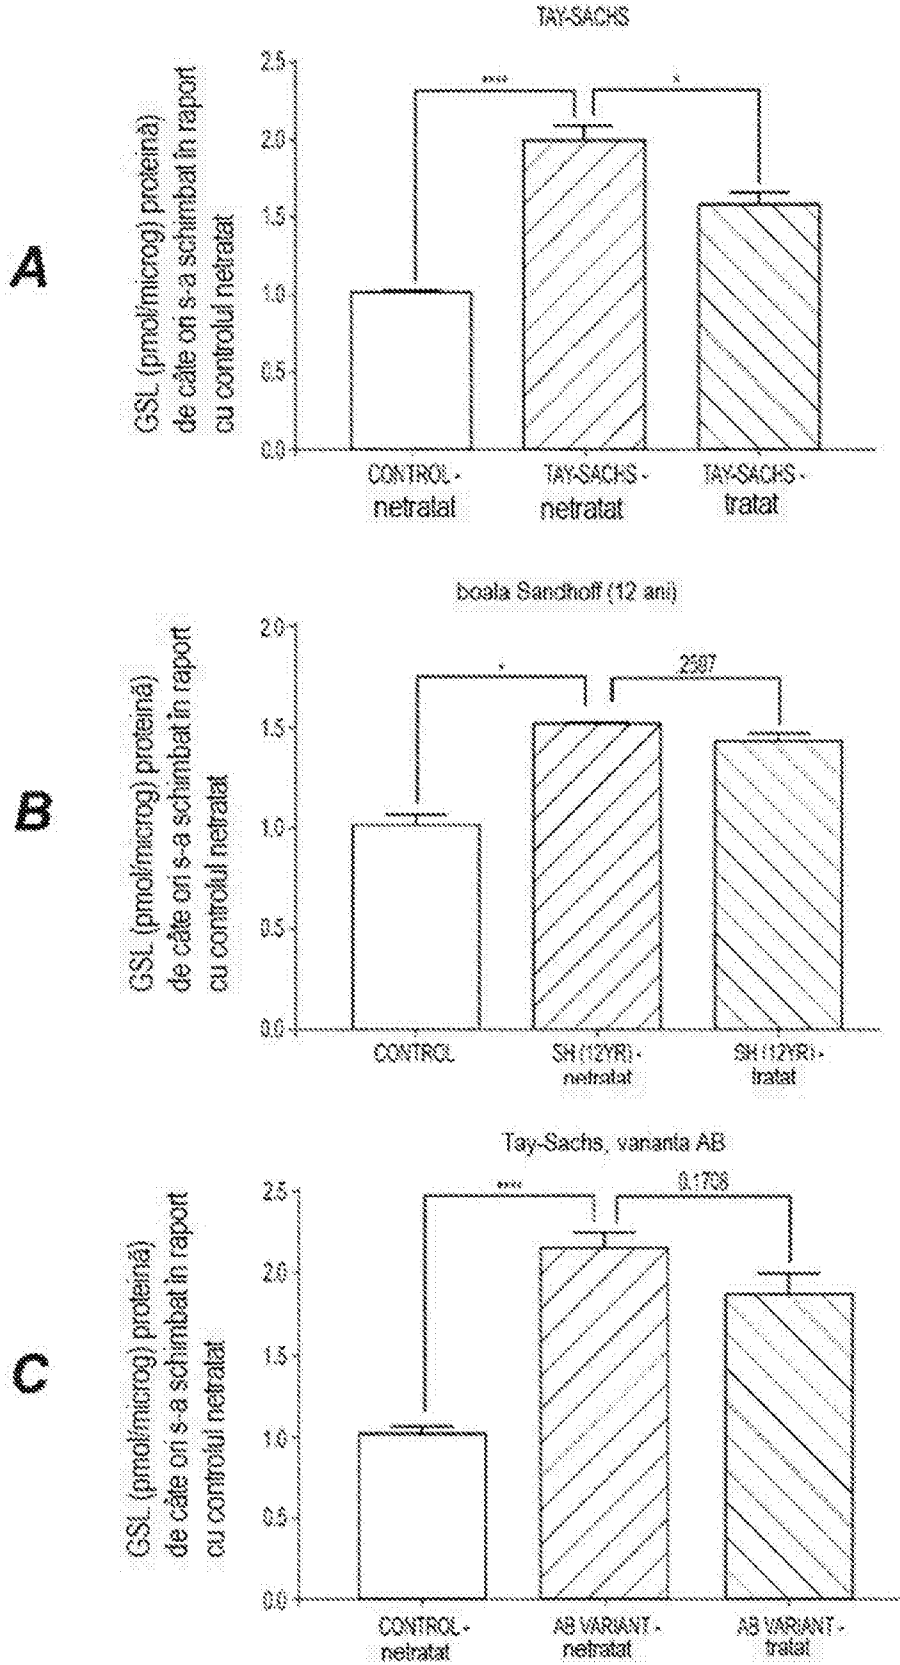 TAY-SACHS
A
GSL (pmol/microg) proteină)
de câte ori s-a schimbat în raport
cu controlul netratat
2.5
2.0
1.5
1.0
0.5
0.0
****
*
CONTROL -
netratat
TAY-SACHS -
netratat
TAY-SACHS -
tratat
boala Sandhoff (12 ani)
B
GSL (pmol/microg) proteină)
de câte ori s-a schimbat în raport
cu controlul netratat
2.0
1.5
1.0
0.5
0.0
*
CONTROL
SH (12YR) -
netratat
SH (12YR) -
tratat
Tay-Sachs, varianta AB
C
GSL (pmol/microg) proteină)
de câte ori s-a schimbat în raport
cu controlul netratat
2.5
2.0
1.5
1.0
0.5
0.0
****
CONTROL -
netratat
AB VARIANT -
netratat
AB VARIANT -
tratat